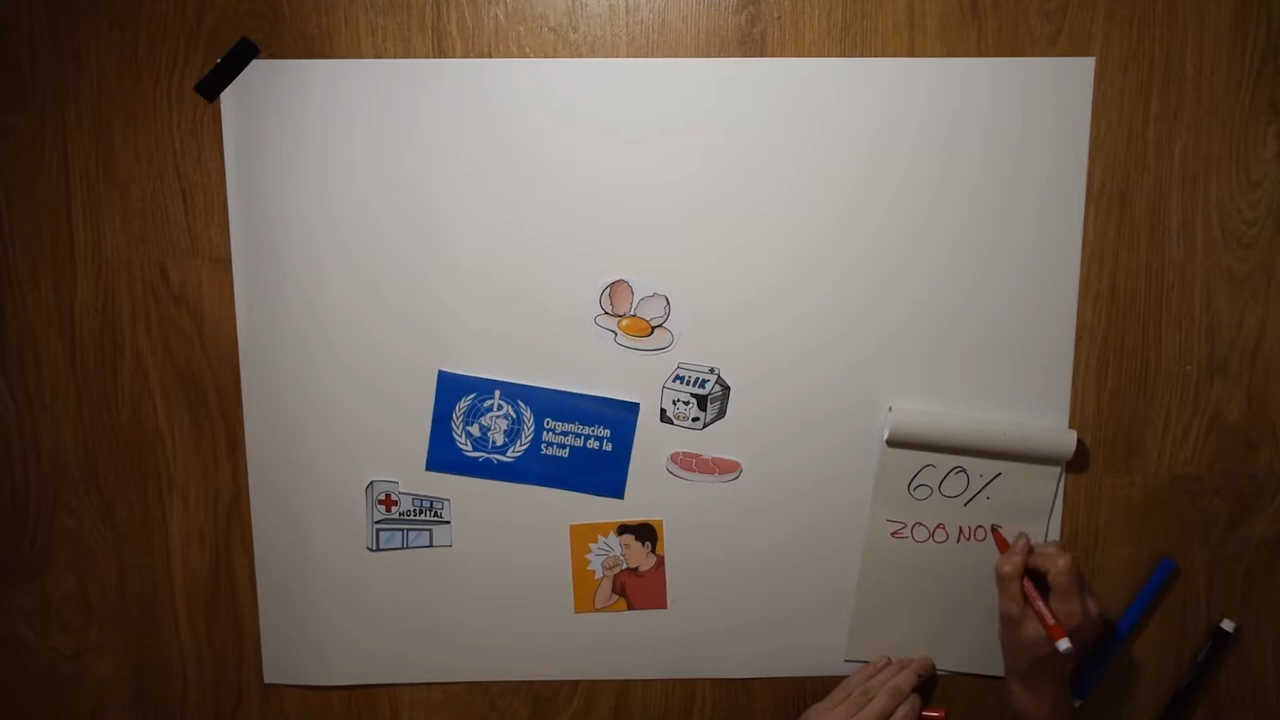 MilK
Organización
Mundial de la
Salud
HOSPITAL
60%
ZOONO